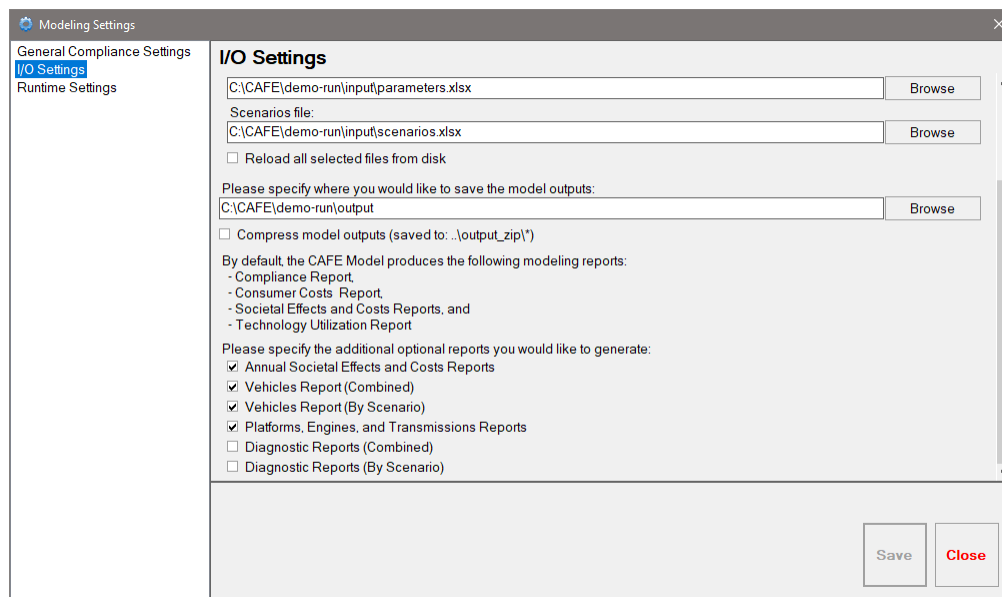 Modeling Settings
General Compliance Settings
I/O Settings
Runtime Settings
I/O Settings
C:\CAFE\demo-run\input\parameters.xlsx
Browse
Scenarios file:
C:\CAFE\demo-run\input\scenarios.xlsx
Browse
Reload all selected files from disk
Please specify where you would like to save the model outputs:
C:\CAFE\demo-run\output
Browse
Compress model outputs (saved to: ..\output_zip\*)
By default, the CAFE Model produces the following modeling reports:
- Compliance Report,
- Consumer Costs  Report,
- Societal Effects and Costs Reports, and
- Technology Utilization Report
Please specify the additional optional reports you would like to generate:
Annual Societal Effects and Costs Reports
Vehicles Report (Combined)
Vehicles Report (By Scenario)
Platforms, Engines, and Transmissions Reports
Diagnostic Reports (Combined)
Diagnostic Reports (By Scenario)
Save
Close